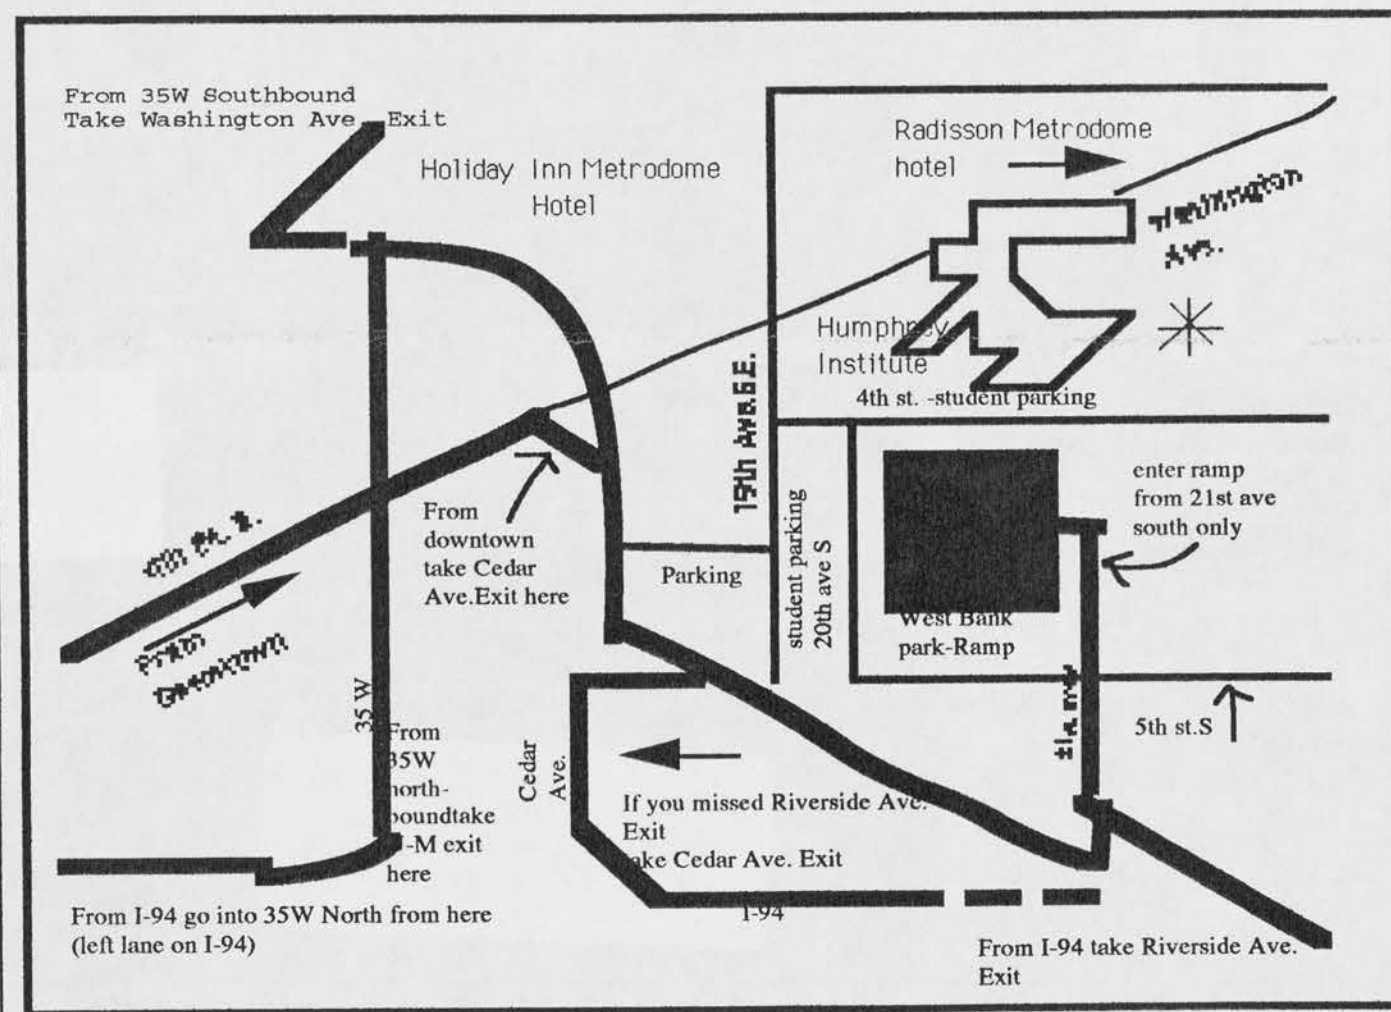 From 35W Southbound
Take Washington Ave Exit
Holiday Inn Metrodome
Hotel
Radisson Metrodome
hotel
Washington
Ave.
Humphrey
Institute
4th st. -student parking
19th Ave.S.E.
student parking
20th ave S
enter ramp
from 21st ave
south only
West Bank
park-Ramp
Parking
From
downtown
take Cedar
Ave.Exit here
From
Downtown
35 W
From
35W
north-
boundtake
-M exit
here
Cedar
Ave.
If you missed Riverside Ave.
Exit
take Cedar Ave. Exit
5th st.S
I-94
From I-94 go into 35W North from here
(left lane on I-94)
From I-94 take Riverside Ave.
Exit